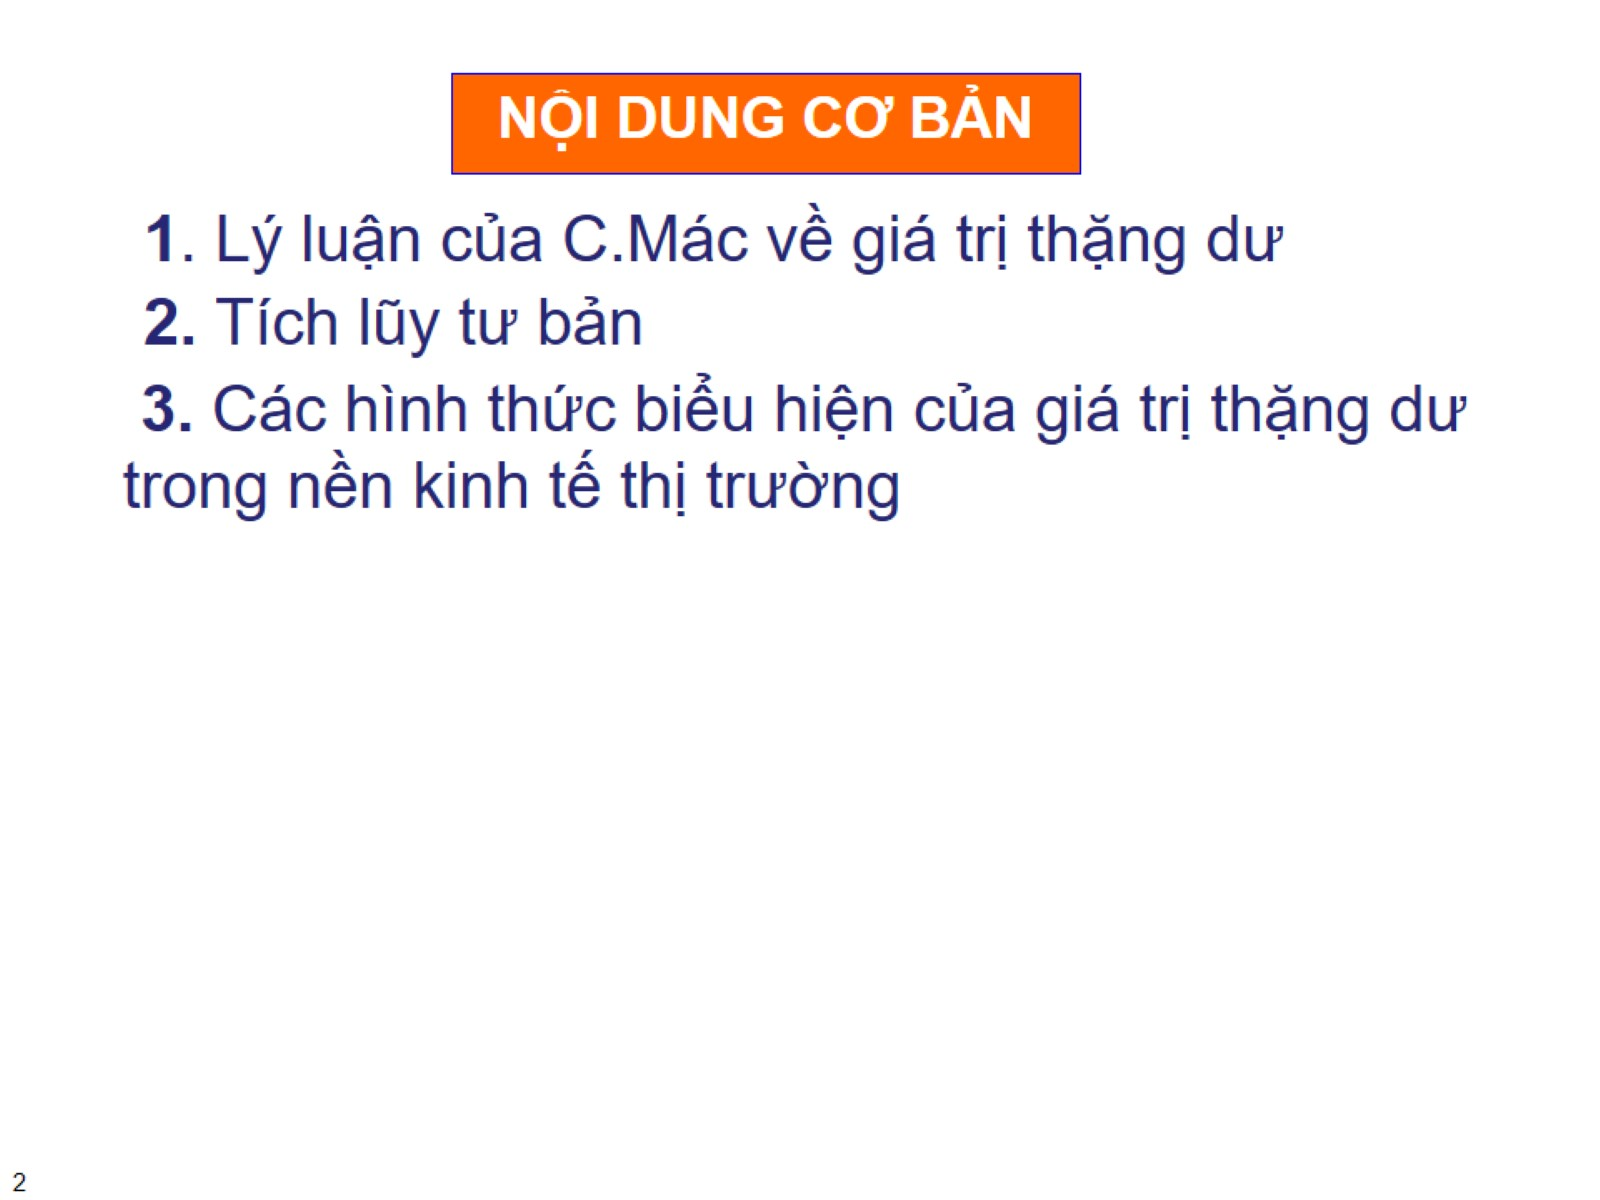 NỘI DUNG CƠ BẢN
1. Lý luận của C.Mác về giá trị thặng dư
2. Tích lũy tư bản
3. Các hình thức biểu hiện của giá trị thặng dư
trong nền kinh tế thị trường
2